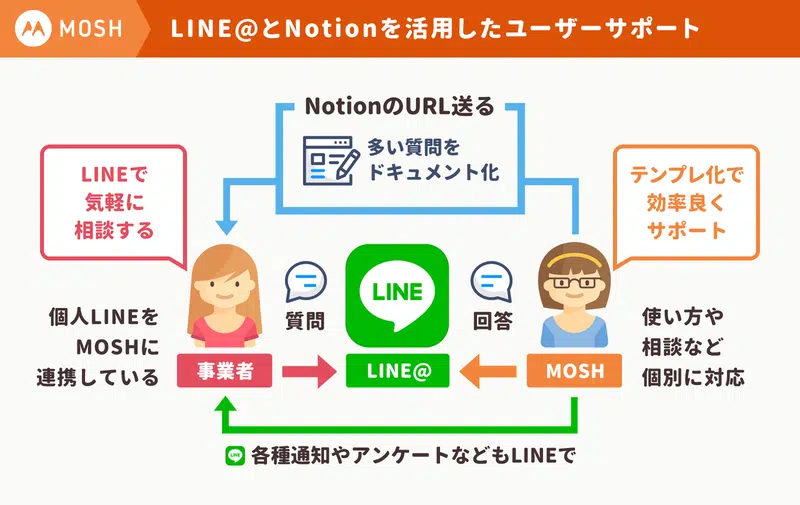 MOSH
LINE@とNotionを活用したユーザーサポート
NotionのURL送る
多い質問を
ドキュメント化
LINEで
気軽に
相談する
テンプレ化で
効率良く
サポート
個人LINEを
MOSHに
連携している
質問
LINE
回答
使い方や
相談など
個別に対応
事業者
LINE@
MOSH
LINE
各種通知やアンケートなどもLINEで